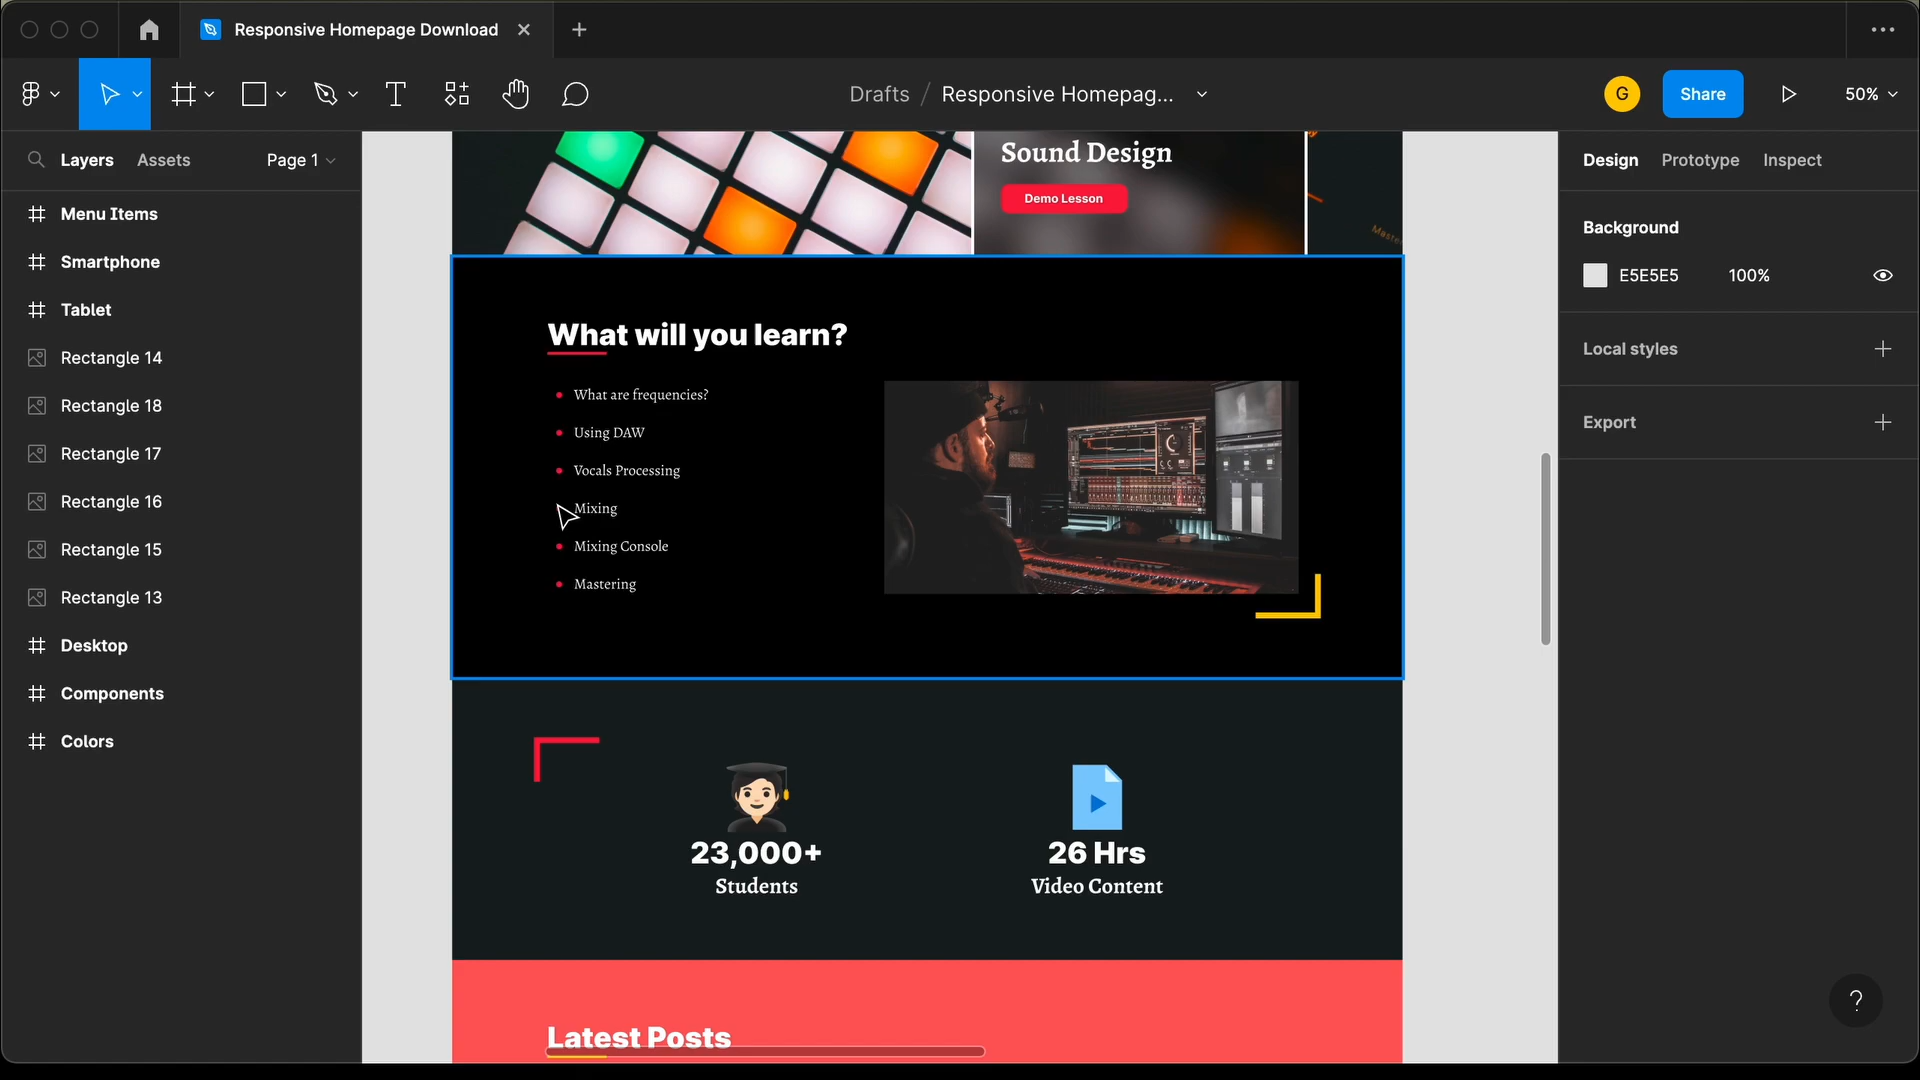 Responsive Homepage Download
Drafts / Responsive Homepag...
G
Share
50%
Layers
Assets
Page 1
Design
Prototype
Inspect
Menu Items
Smartphone
Tablet
Rectangle 14
Rectangle 18
Rectangle 17
Rectangle 16
Rectangle 15
Rectangle 13
Desktop
Components
Colors
Sound Design
Demo Lesson
Maste
What will you learn?
What are frequencies?
Using DAW
Vocals Processing
Mixing
Mixing Console
Mastering
23,000+
Students
26 Hrs
Video Content
Latest Posts
Background
E5E5E5
100%
Local styles
Export
?